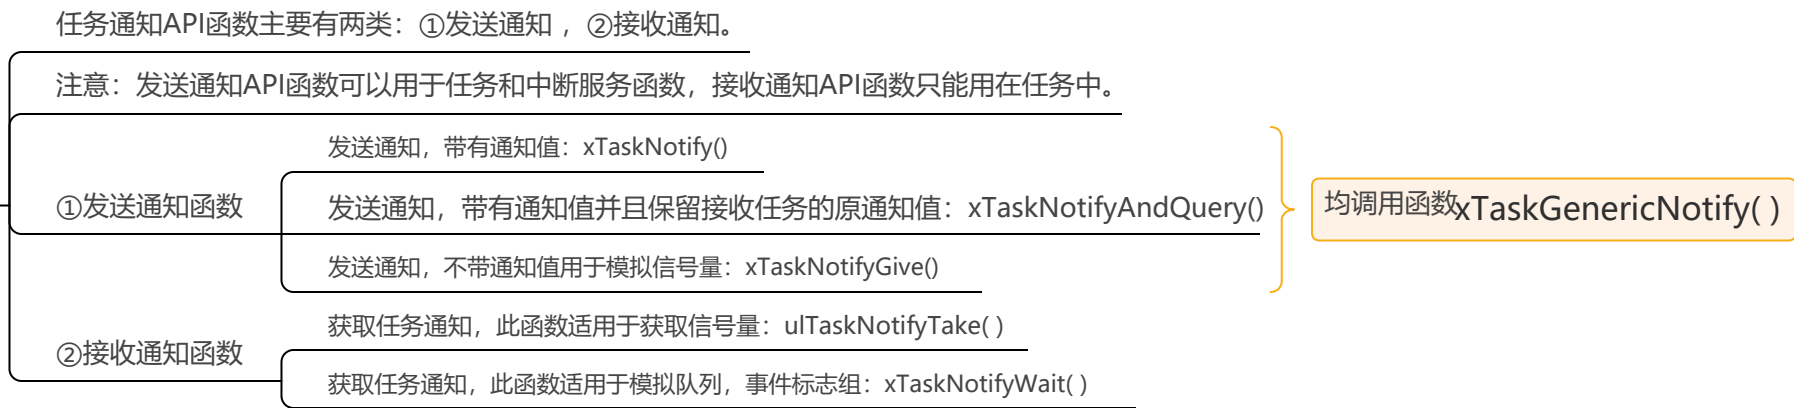 任务通知API函数主要有两类：①发送通知 ，②接收通知。
注意：发送通知API函数可以用于任务和中断服务函数，接收通知API函数只能用在任务中。
①发送通知函数
发送通知，带有通知值：xTaskNotify()
发送通知，带有通知值并且保留接收任务的原通知值：xTaskNotifyAndQuery()
发送通知，不带通知值用于模拟信号量：xTaskNotifyGive()
均调用函数xTaskGenericNotify( )
②接收通知函数
获取任务通知，此函数适用于获取信号量：ulTaskNotifyTake( )
获取任务通知，此函数适用于模拟队列，事件标志组：xTaskNotifyWait( )